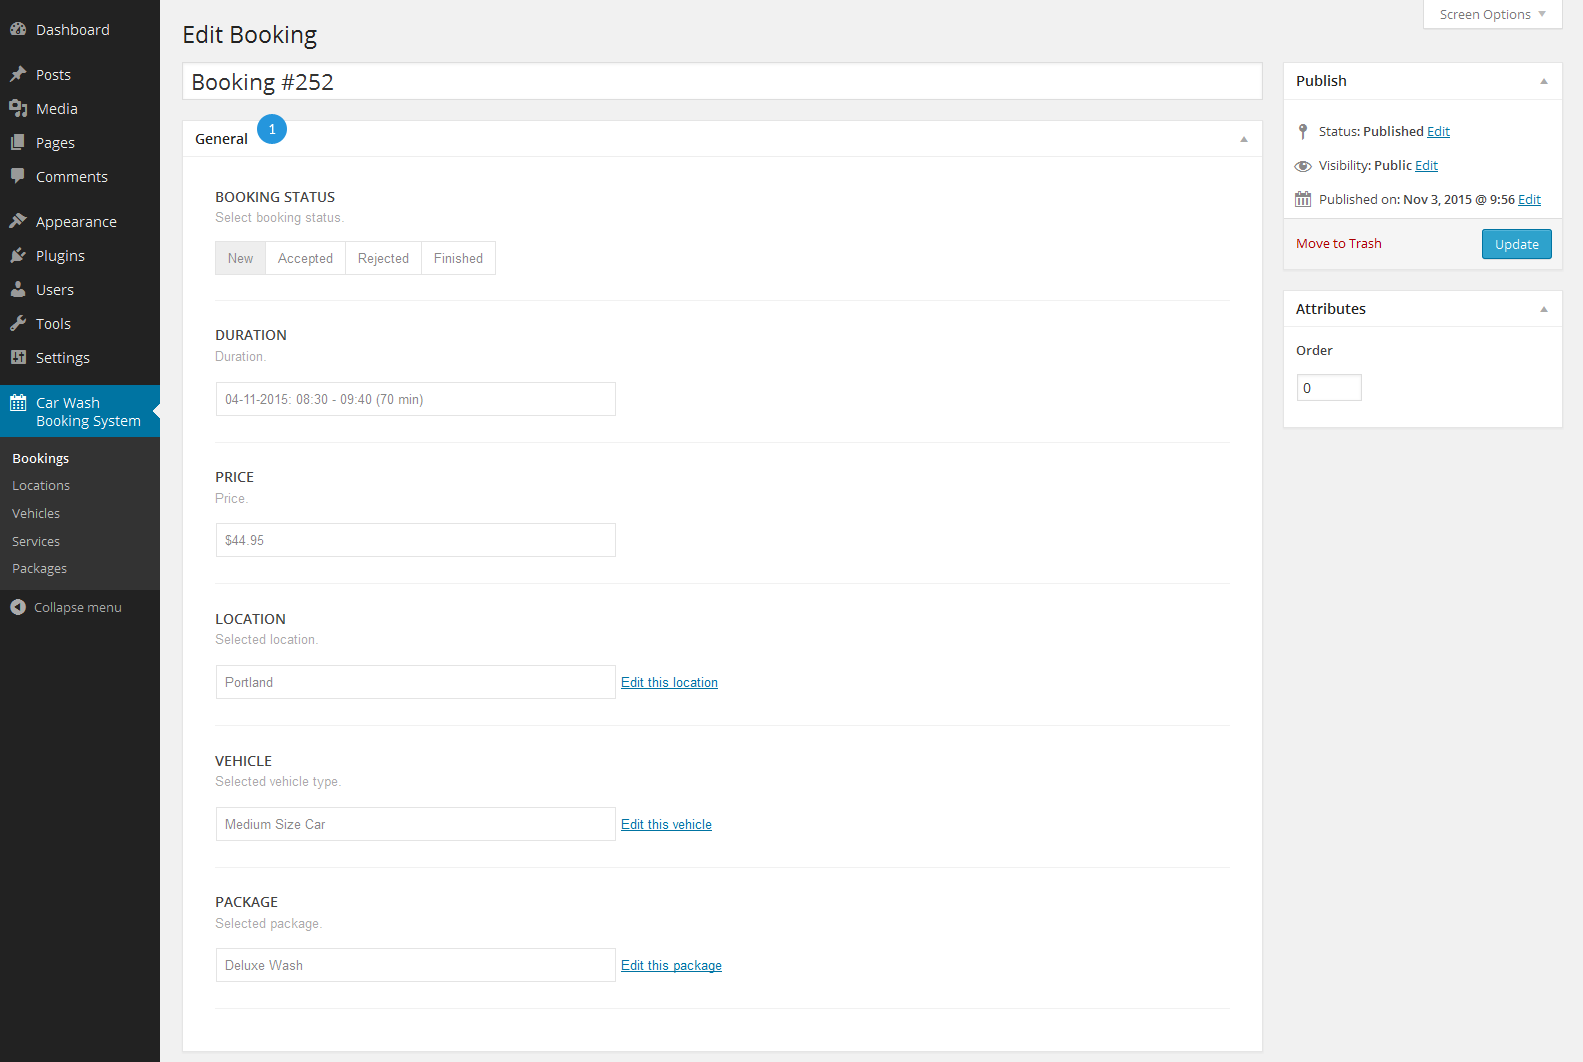 Dashboard
Posts
Media
Pages
Comments
Appearance
Plugins
Users
Tools
Settings
Car Wash
Booking System
Bookings
Locations
Vehicles
Services
Packages
Collapse menu
Screen Options
Edit Booking
Booking #252
General 1
BOOKING STATUS
Select booking status.
New Accepted Rejected Finished
DURATION
Duration.
04-11-2015: 08:30 - 09:40 (70 min)
PRICE
Price.
$44.95
LOCATION
Selected location.
Portland Edit this location
VEHICLE
Selected vehicle type.
Medium Size Car Edit this vehicle
PACKAGE
Selected package.
Deluxe Wash Edit this package
Publish
Status: Published Edit
Visibility: Public Edit
Published on: Nov 3, 2015 @ 9:56 Edit
Move to Trash Update
Attributes
Order
0